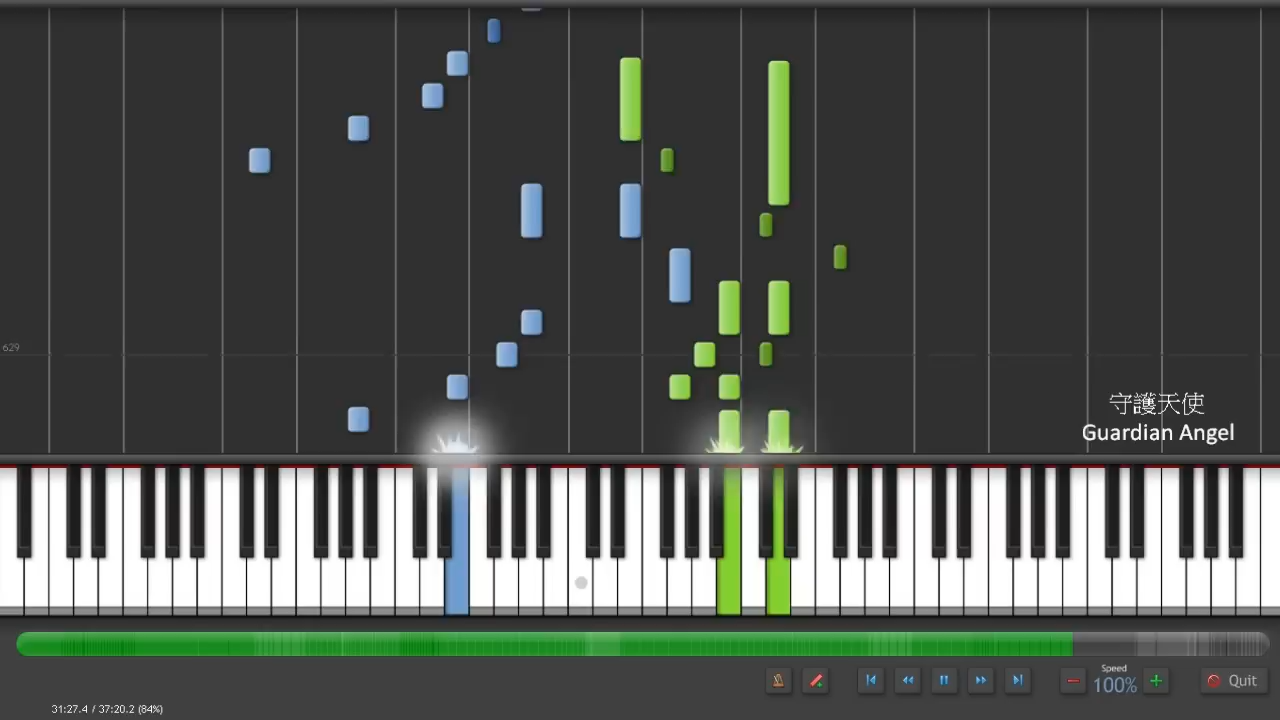 629
守護天使
Guardian Angel
Speed
100%
Quit
31:27.4 / 37:20.2 (84%)